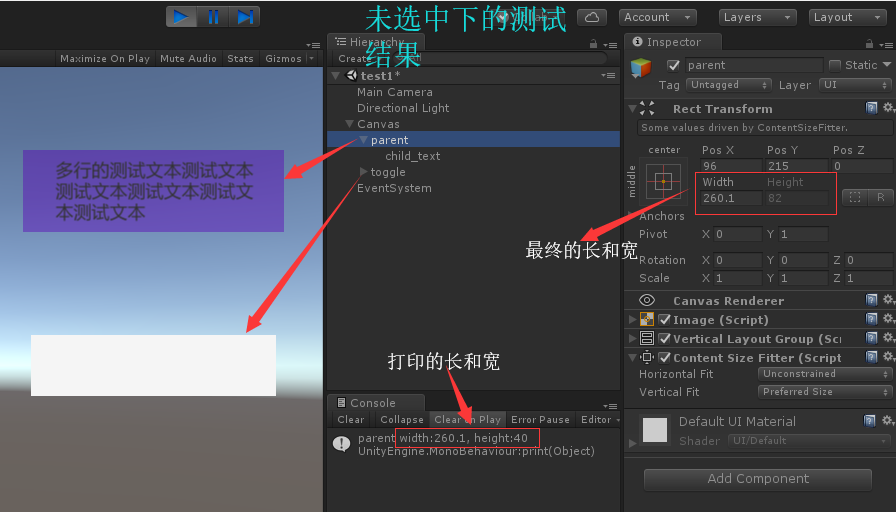 未选中下的测试
结果
Account
Layers
Layout
Maximize On Play
Mute Audio
Stats
Gizmos
多行的测试文本测试文本
测试文本测试文本测试文
本测试文本
Hierarchy
Create
test1*
Main Camera
Directional Light
Canvas
parent
child_text
toggle
EventSystem
最终的长和宽
打印的长和宽
Console
Clear
Collapse
Clear on Play
Error Pause
Editor
parent width:260.1, height:40
UnityEngine.MonoBehaviour:print(Object)
Inspector
parent
Static
Tag
Untagged
Layer
UI
Rect Transform
Some values driven by ContentSizeFitter.
center
middle
Pos X
Pos Y
Pos Z
96
215
0
Width
Height
260.1
82
R
Anchors
Pivot
X 0
Y 1
Rotation
X 0
Y 0
Z 0
Scale
X 1
Y 1
Z 1
Canvas Renderer
Image (Script)
Vertical Layout Group (Scri
Content Size Fitter (Script
Horizontal Fit
Unconstrained
Vertical Fit
Preferred Size
Default UI Material
Shader
UI/Default
Add Component